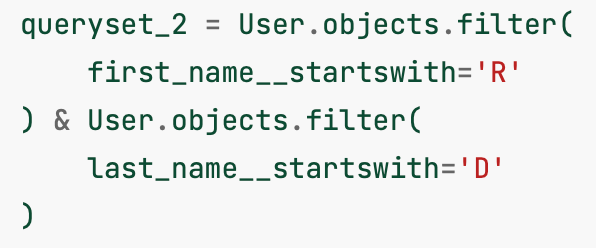 queryset_2 = User.objects.filter(
    first_name__startswith='R'
) & User.objects.filter(
    last_name__startswith='D'
)